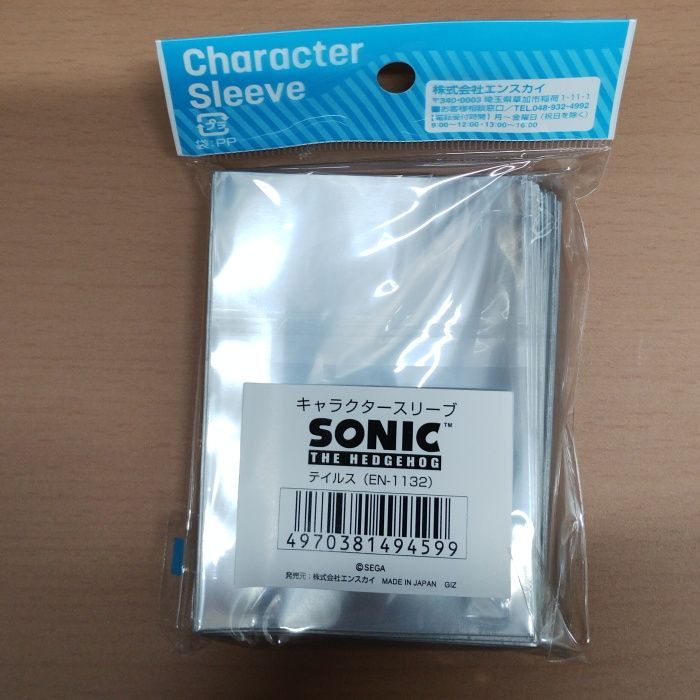 Character
Sleeve
プラ
袋:PP
株式会社エンスカイ
〒340-0003 埼玉県草加市稲荷1-11-1
■お客様相談窓口/TEL.048-932-4992
【電話受付時間】月～金曜日(祝日を除く)
9:00～12:00・13:00～16:00
キャラクタースリーブ
SONIC™
THE HEDGEHOG
テイルス(EN-1132)
4970381494599
©SEGA
発売元:株式会社エンスカイ MADE IN JAPAN GIZ